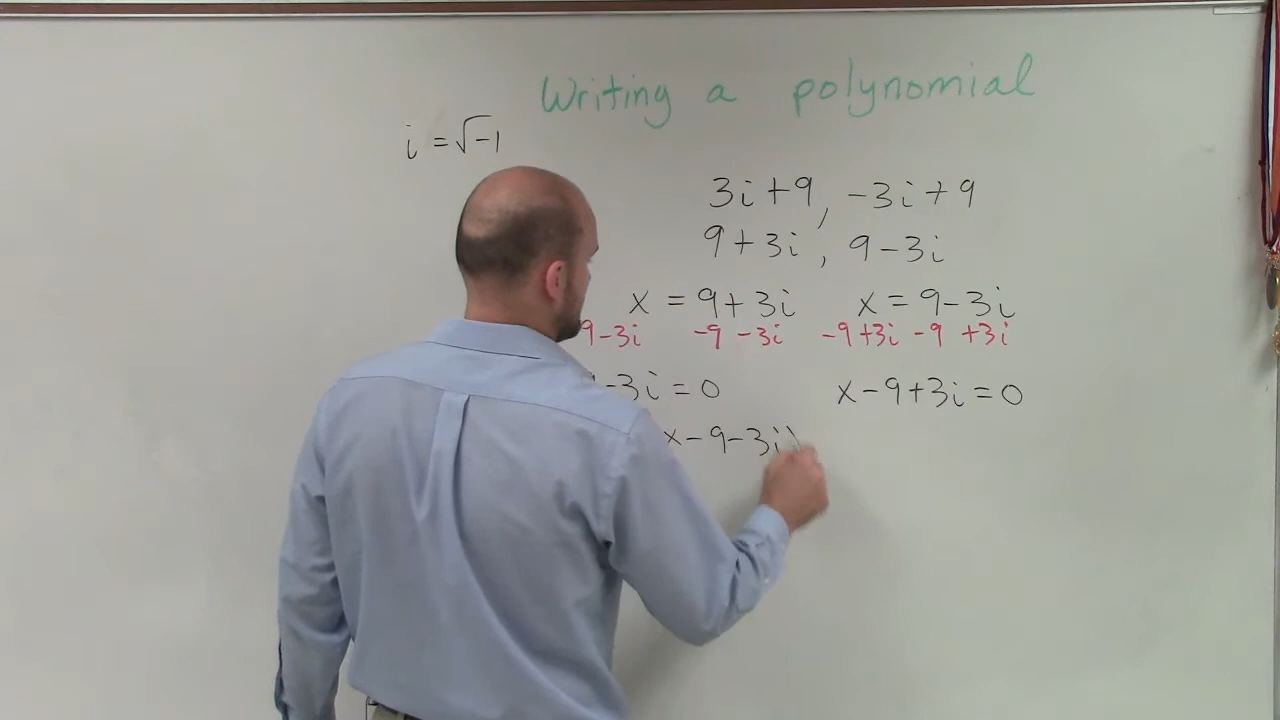 Writing a polynomial
i = √-1
3i + 9, -3i + 9
9 + 3i, 9 - 3i
x = 9 + 3i x = 9 - 3i
9 - 3i -9 - 3i -9 + 3i -9 + 3i
-3i = 0 x - 9 + 3i = 0
x - 9 - 3i)